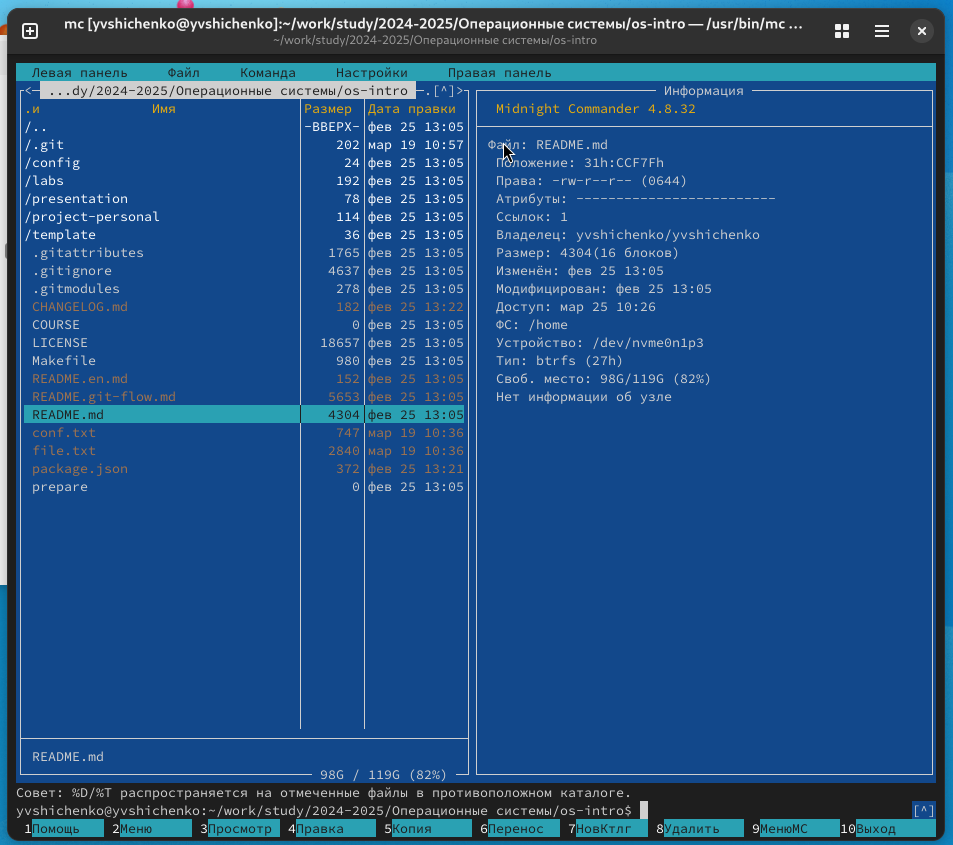 mc [yvshichenko@yvshichenko]:~/work/study/2024-2025/Операционные системы/os-intro — /usr/bin/mc ...
~/work/study/2024-2025/Операционные системы/os-intro
Левая панель Файл Команда Настройки Правая панель
<─ ...dy/2024-2025/Операционные системы/os-intro ─.[^]>
.и Имя Размер Дата правки
/.. -ВВЕРХ- фев 25 13:05
/.git 202 мар 19 10:57
/config 24 фев 25 13:05
/labs 192 фев 25 13:05
/presentation 78 фев 25 13:05
/project-personal 114 фев 25 13:05
/template 36 фев 25 13:05
.gitattributes 1765 фев 25 13:05
.gitignore 4637 фев 25 13:05
.gitmodules 278 фев 25 13:05
CHANGELOG.md 182 фев 25 13:22
COURSE 0 фев 25 13:05
LICENSE 18657 фев 25 13:05
Makefile 980 фев 25 13:05
README.en.md 152 фев 25 13:05
README.git-flow.md 5653 фев 25 13:05
README.md 4304 фев 25 13:05
conf.txt 747 мар 19 10:36
file.txt 2840 мар 19 10:36
package.json 372 фев 25 13:21
prepare 0 фев 25 13:05
README.md
98G / 119G (82%)
Информация
Midnight Commander 4.8.32
Файл: README.md
Положение: 31h:CCF7Fh
Права: -rw-r--r-- (0644)
Атрибуты: -------------------------
Ссылок: 1
Владелец: yvshichenko/yvshichenko
Размер: 4304(16 блоков)
Изменён: фев 25 13:05
Модифицирован: фев 25 13:05
Доступ: мар 25 10:26
ФС: /home
Устройство: /dev/nvme0n1p3
Тип: btrfs (27h)
Своб. место: 98G/119G (82%)
Нет информации об узле
Совет: %D/%T распространяется на отмеченные файлы в противоположном каталоге.
yvshichenko@yvshichenko:~/work/study/2024-2025/Операционные системы/os-intro$ [^]
1Помощь 2Меню 3Просмотр 4Правка 5Копия 6Перенос 7НовКтлг 8Удалить 9МенюМС 10Выход